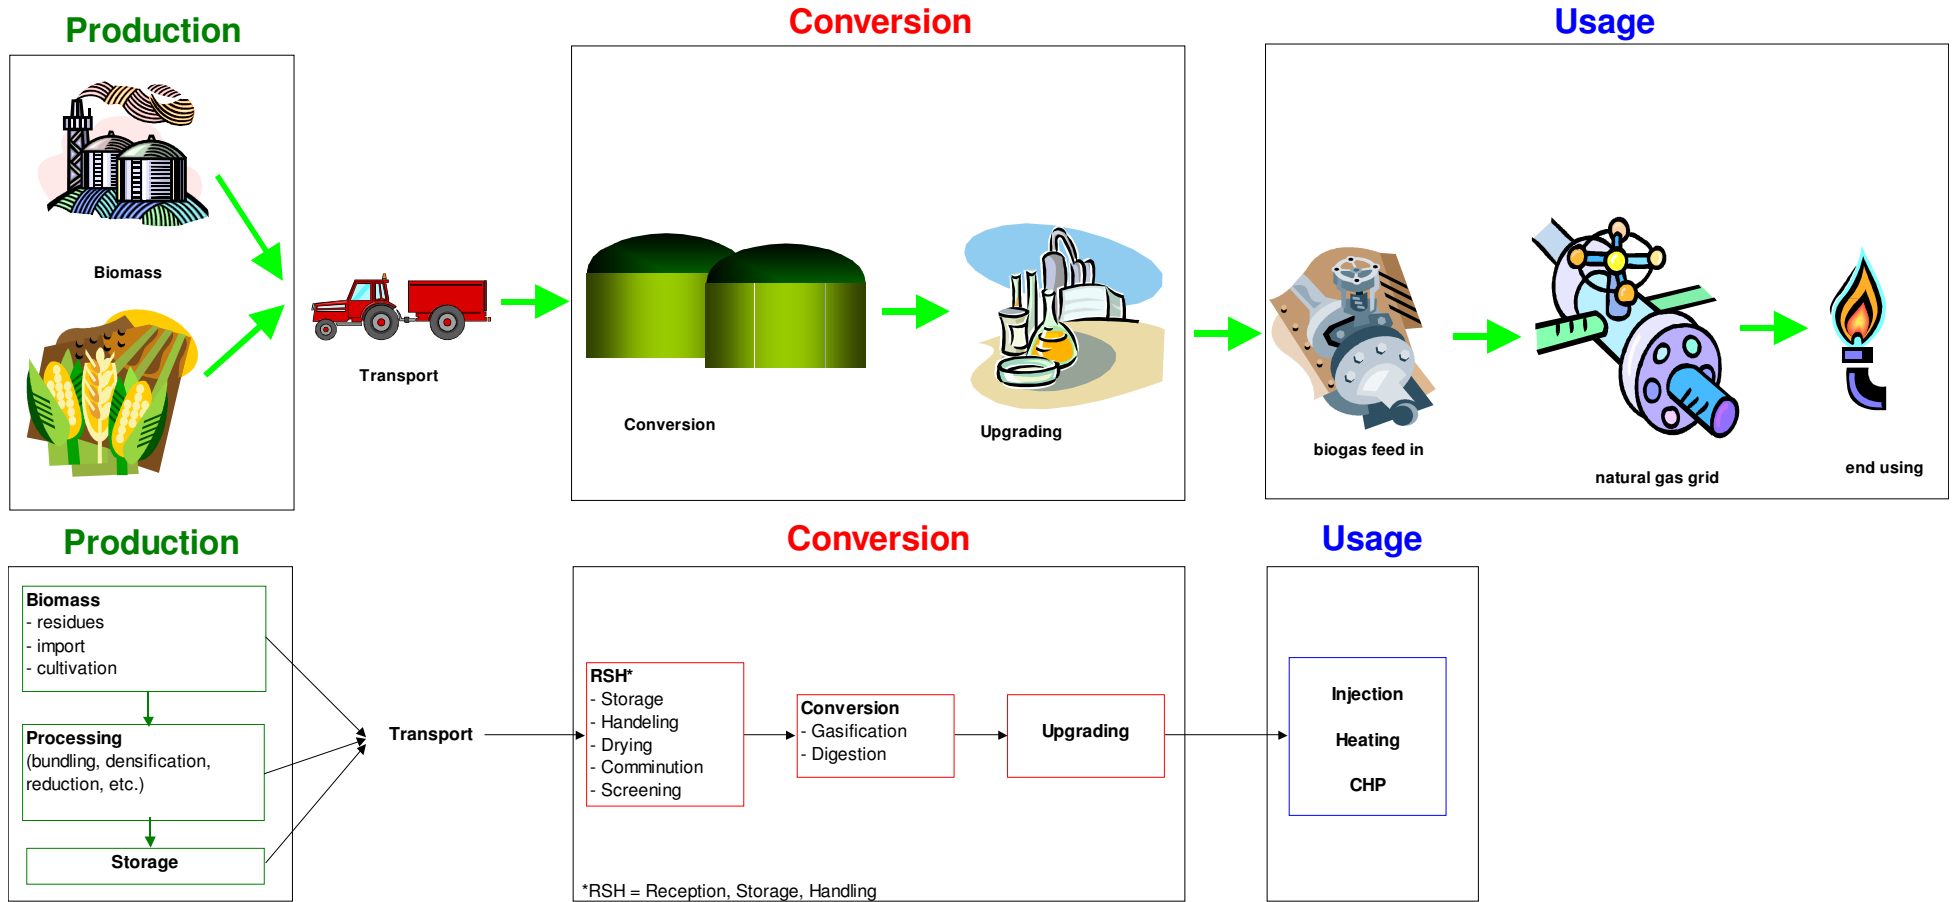 Production
Conversion
Usage
Biomass
Transport
Conversion
Upgrading
biogas feed in
natural gas grid
end using
Production
Conversion
Usage
Biomass
- residues
- import
- cultivation
Processing
(bundling, densification,
reduction, etc.)
Storage
Transport
RSH*
- Storage
- Handeling
- Drying
- Comminution
- Screening
Conversion
- Gasification
- Digestion
Upgrading
Injection
Heating
CHP
*RSH = Reception, Storage, Handling